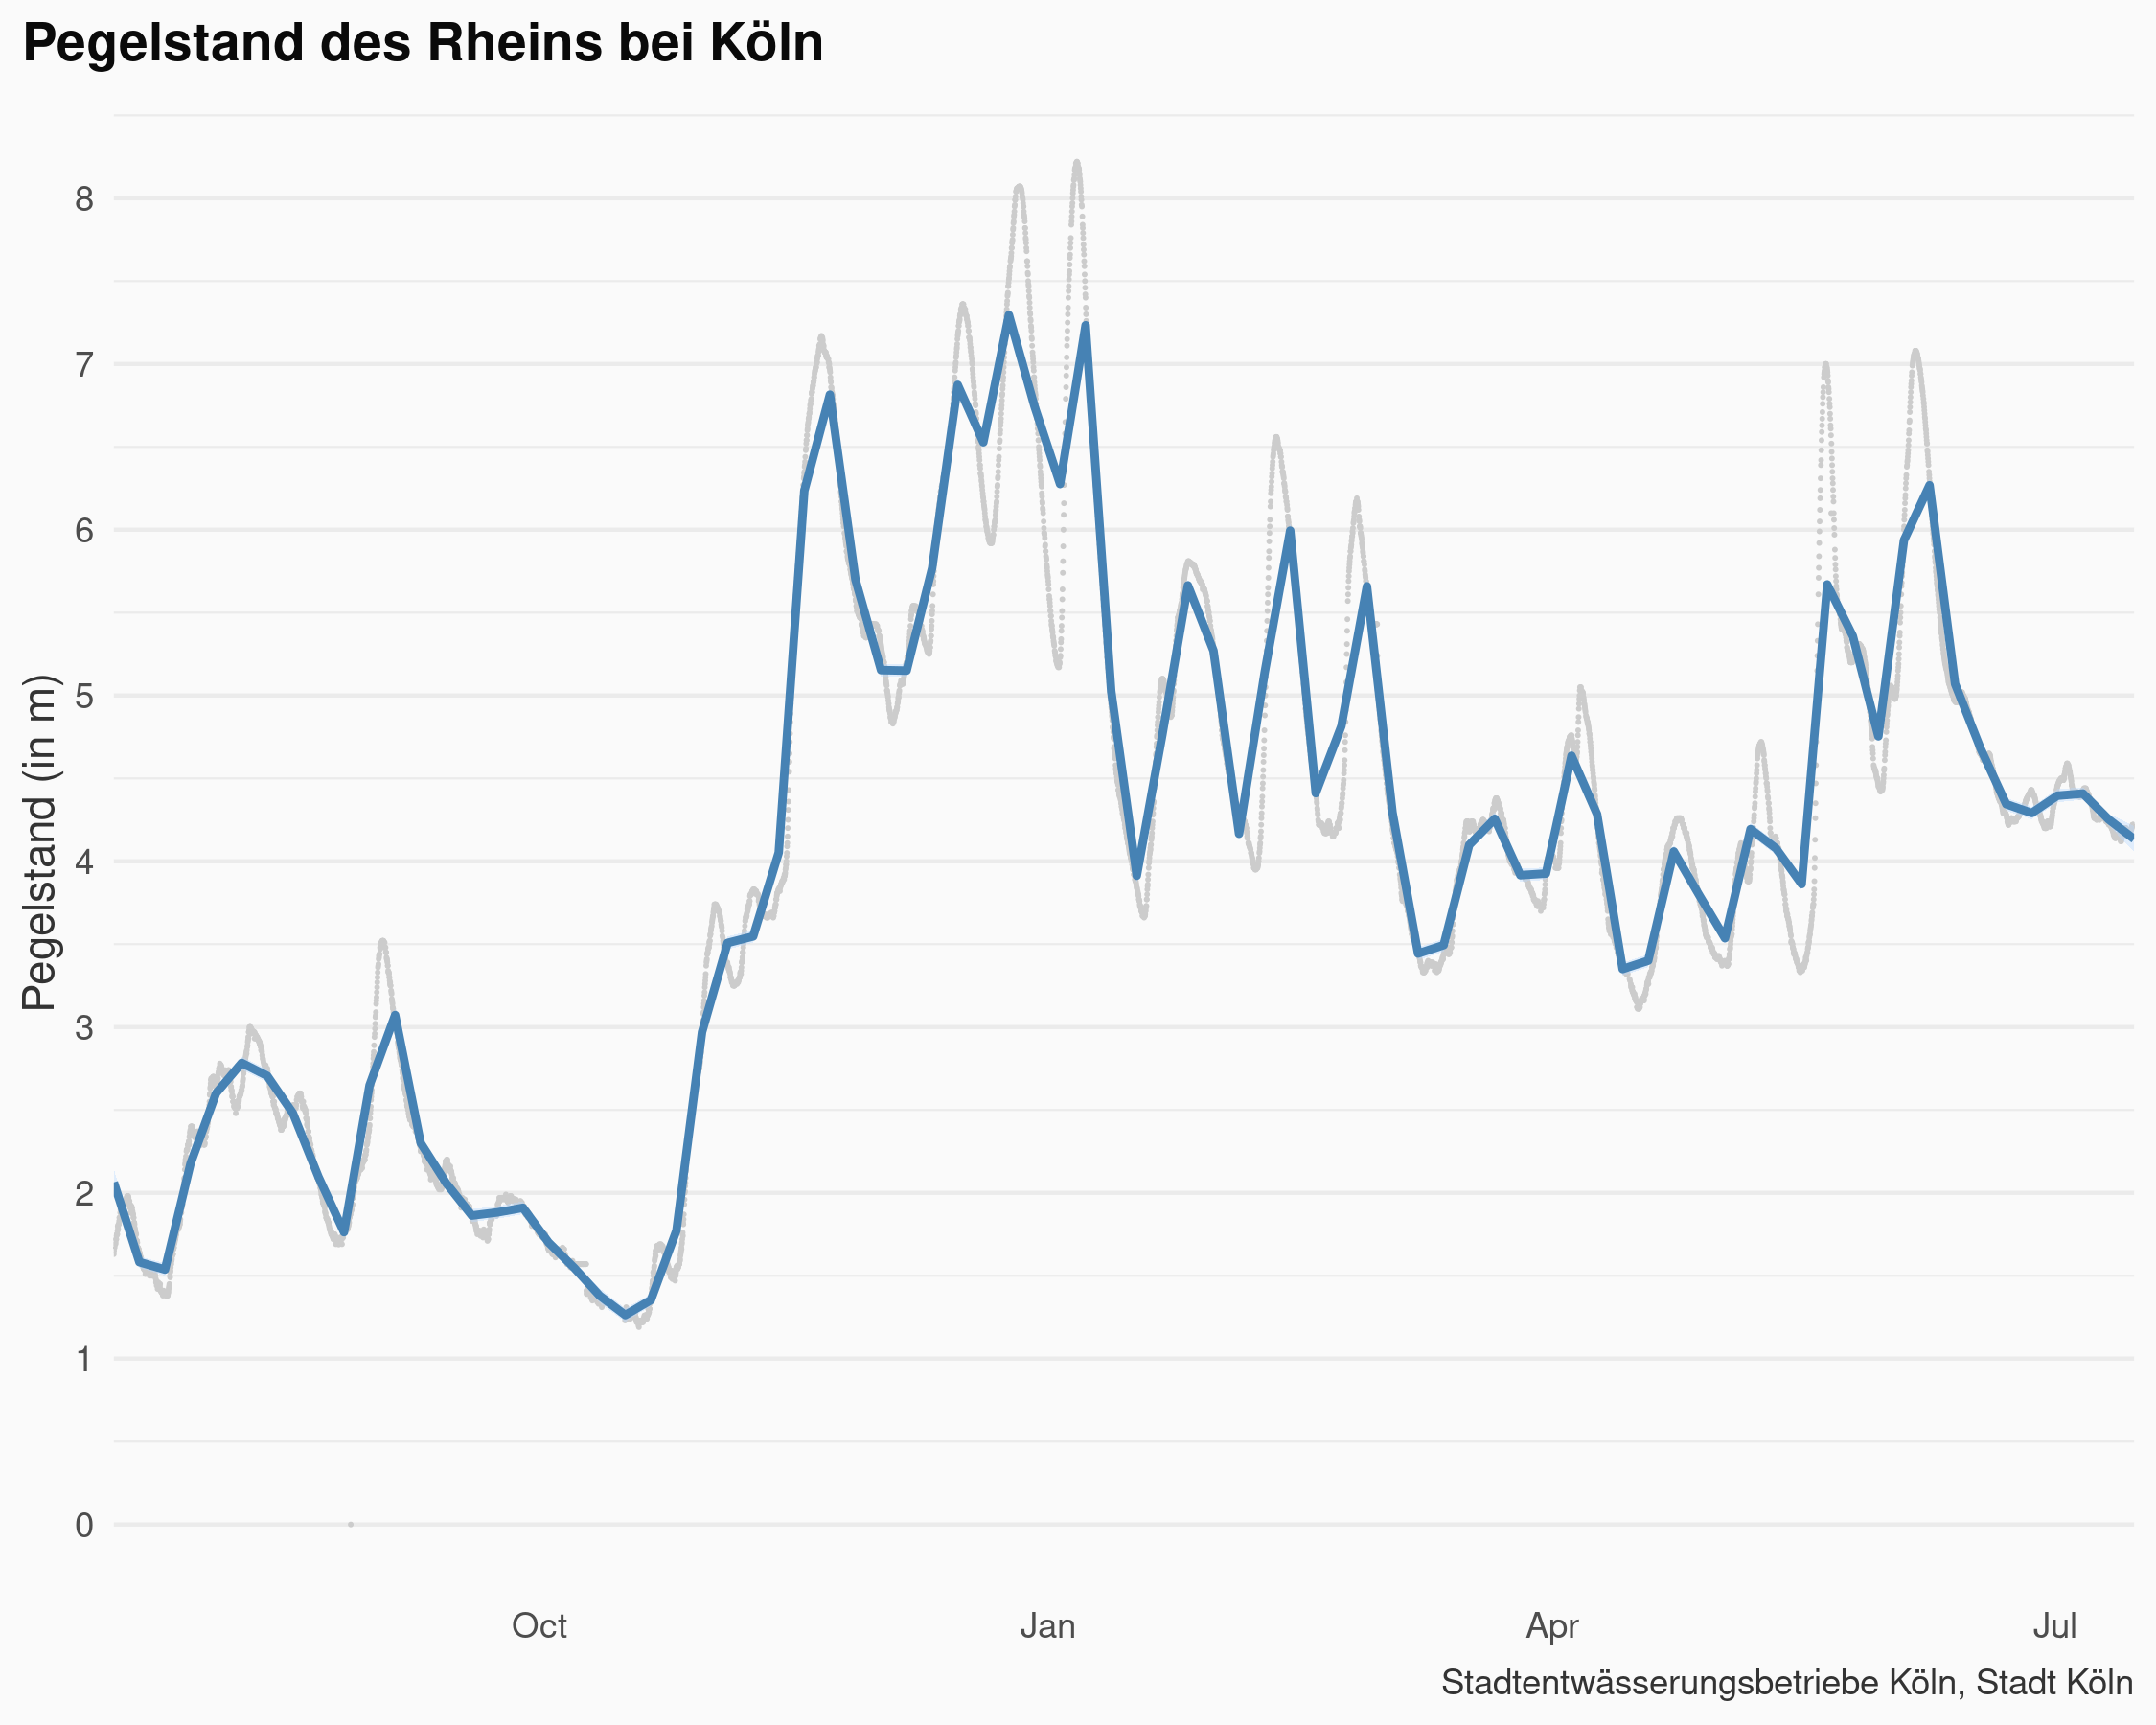 Pegelstand des Rheins bei Köln
Pegelstand (in m)
8
7
6
5
4
3
2
1
0
Oct Jan Apr Jul
Stadtentwässerungsbetriebe Köln, Stadt Köln